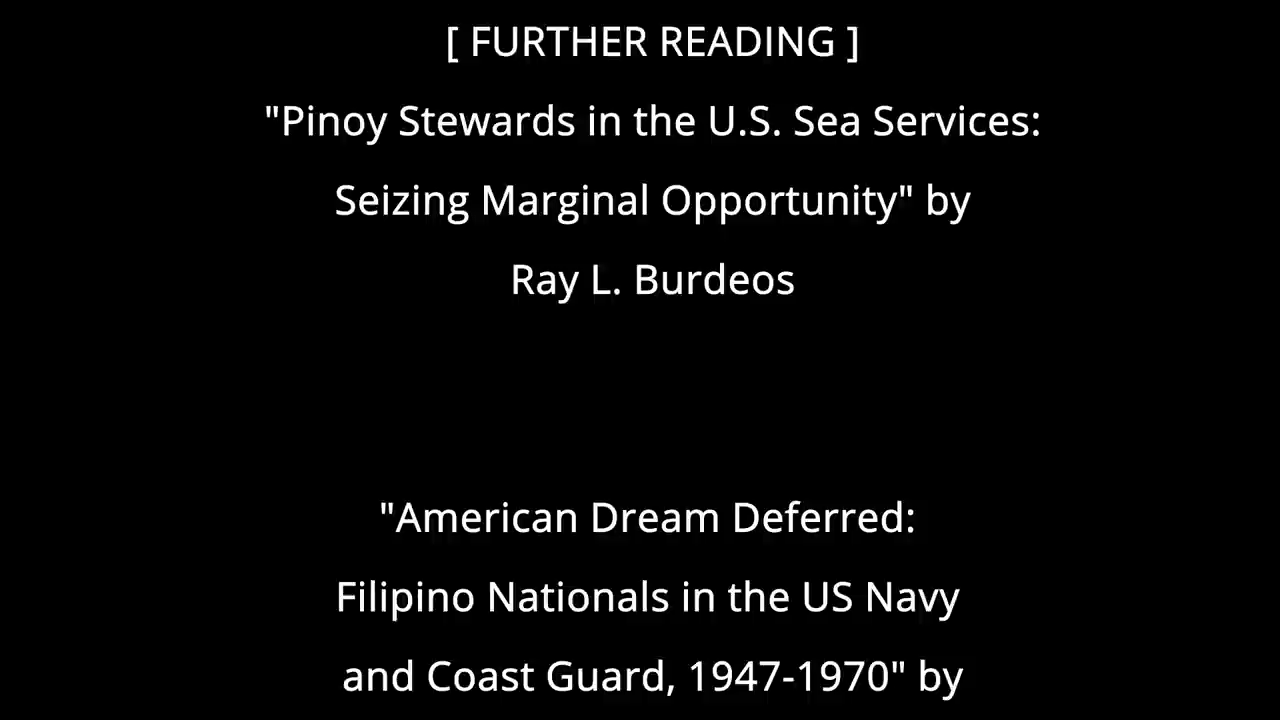 [ FURTHER READING ]
"Pinoy Stewards in the U.S. Sea Services:
Seizing Marginal Opportunity" by
Ray L. Burdeos
"American Dream Deferred:
Filipino Nationals in the US Navy
and Coast Guard, 1947-1970" by